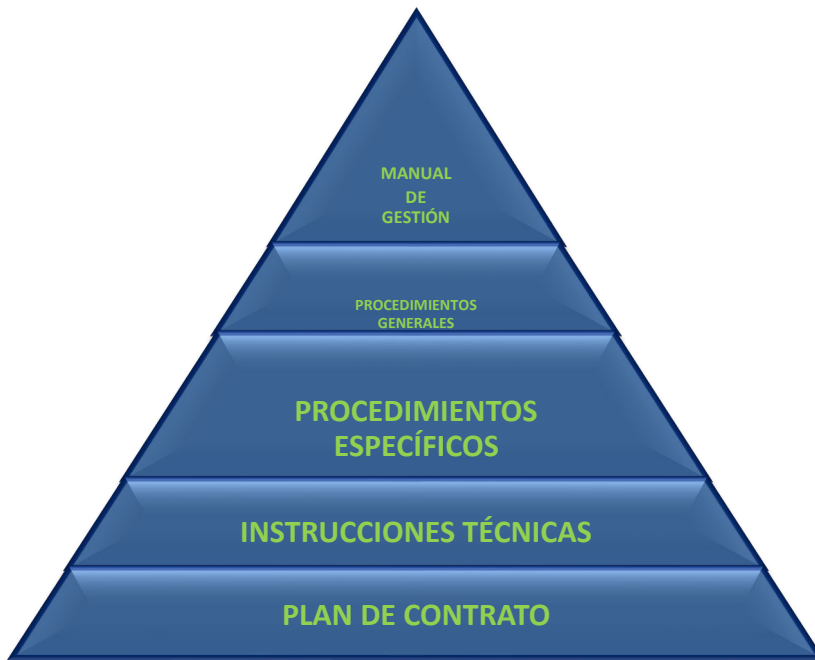 MANUAL
DE
GESTIÓN
PROCEDIMIENTOS
GENERALES
PROCEDIMIENTOS
ESPECÍFICOS
INSTRUCCIONES TÉCNICAS
PLAN DE CONTRATO